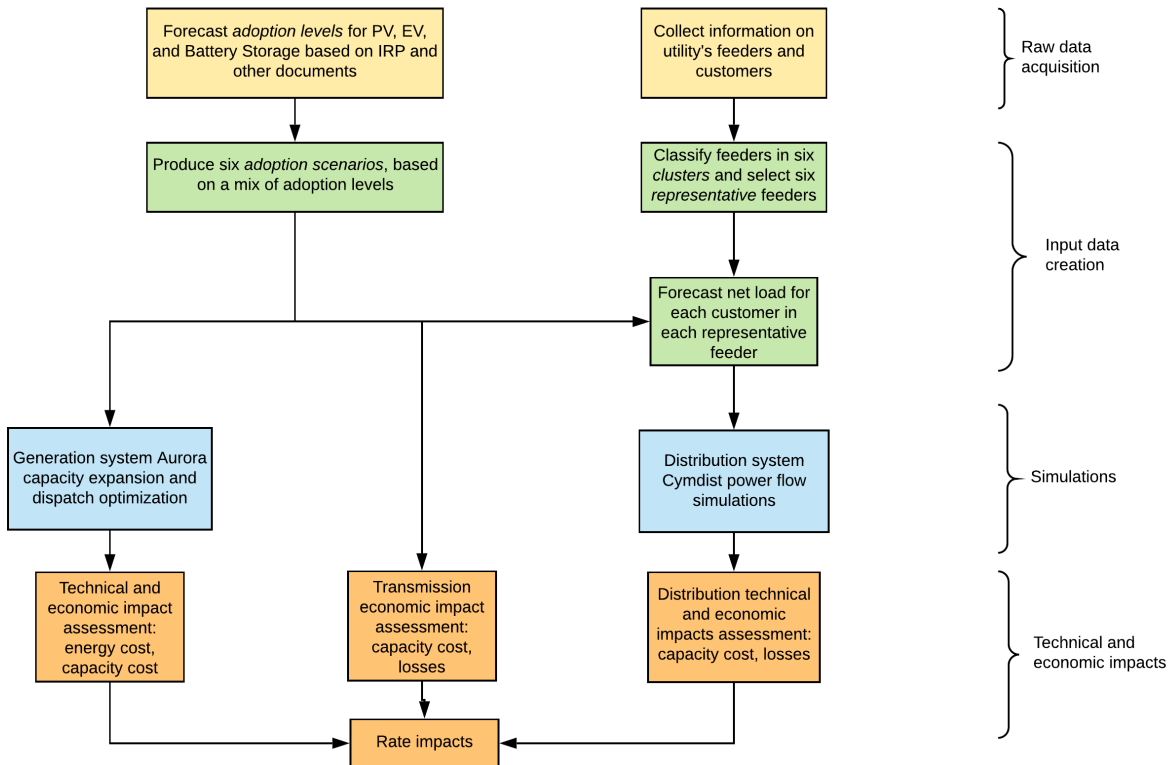 Forecast adoption levels for PV, EV,
and Battery Storage based on IRP and
other documents
Collect information on
utility's feeders and
customers
Raw data
acquisition
Produce six adoption scenarios, based
on a mix of adoption levels
Classify feeders in six
clusters and select six
representative feeders
Input data
creation
Forecast net load for
each customer in
each representative
feeder
Generation system Aurora
capacity expansion and
dispatch optimization
Distribution system
Cymdist power flow
simulations
Simulations
Technical and
economic impact
assessment:
energy cost,
capacity cost
Transmission
economic impact
assessment:
capacity cost,
losses
Distribution technical
and economic
impacts assessment:
capacity cost, losses
Technical and
economic impacts
Rate impacts